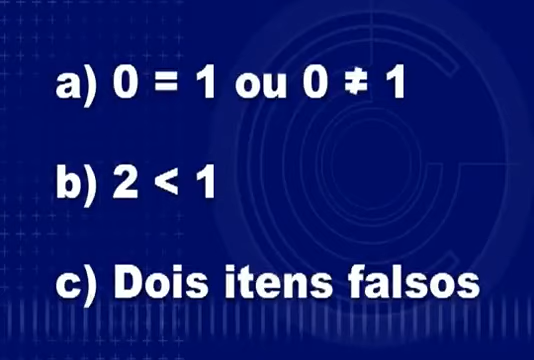 a) 0 = 1 ou 0 ≠ 1
b) 2 < 1
c) Dois itens falsos